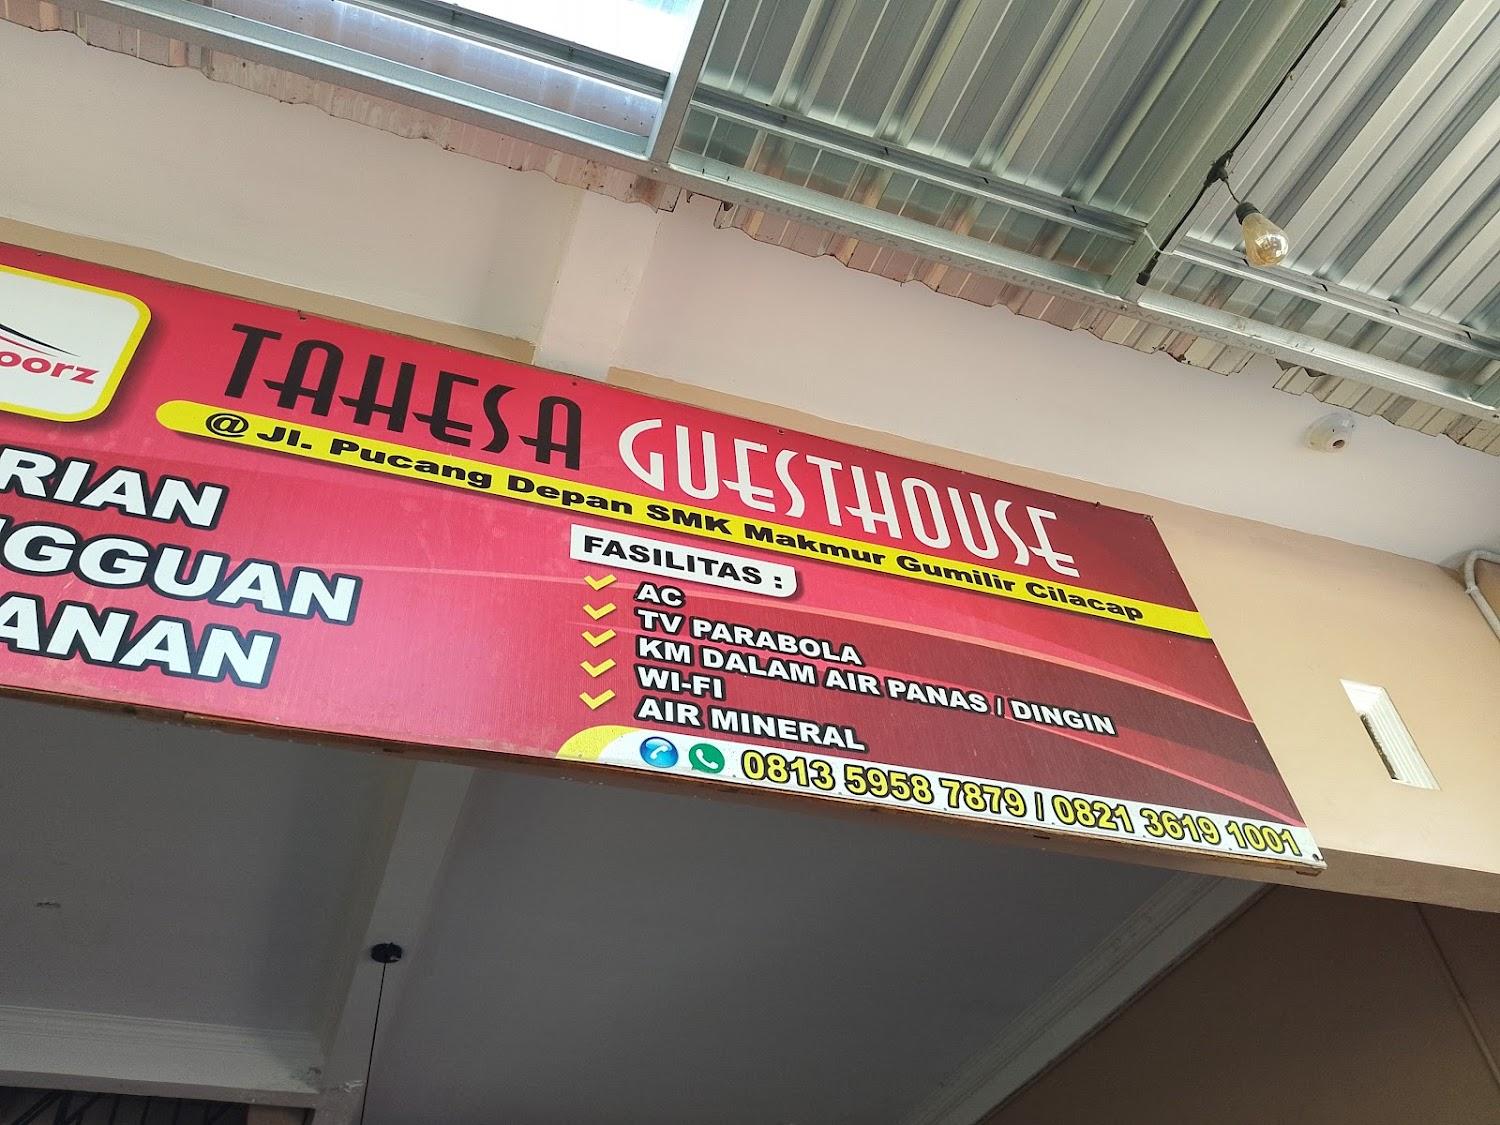 oorz
TAHESA GUESTHOUSE
@ Jl. Pucang Depan SMK Makmur Gumilir Cilacap
RIAN
GGUAN
ANAN
FASILITAS :
AC
TV PARABOLA
KM DALAM AIR PANAS / DINGIN
WI-FI
AIR MINERAL
0813 5958 7879 / 0821 3619 1001